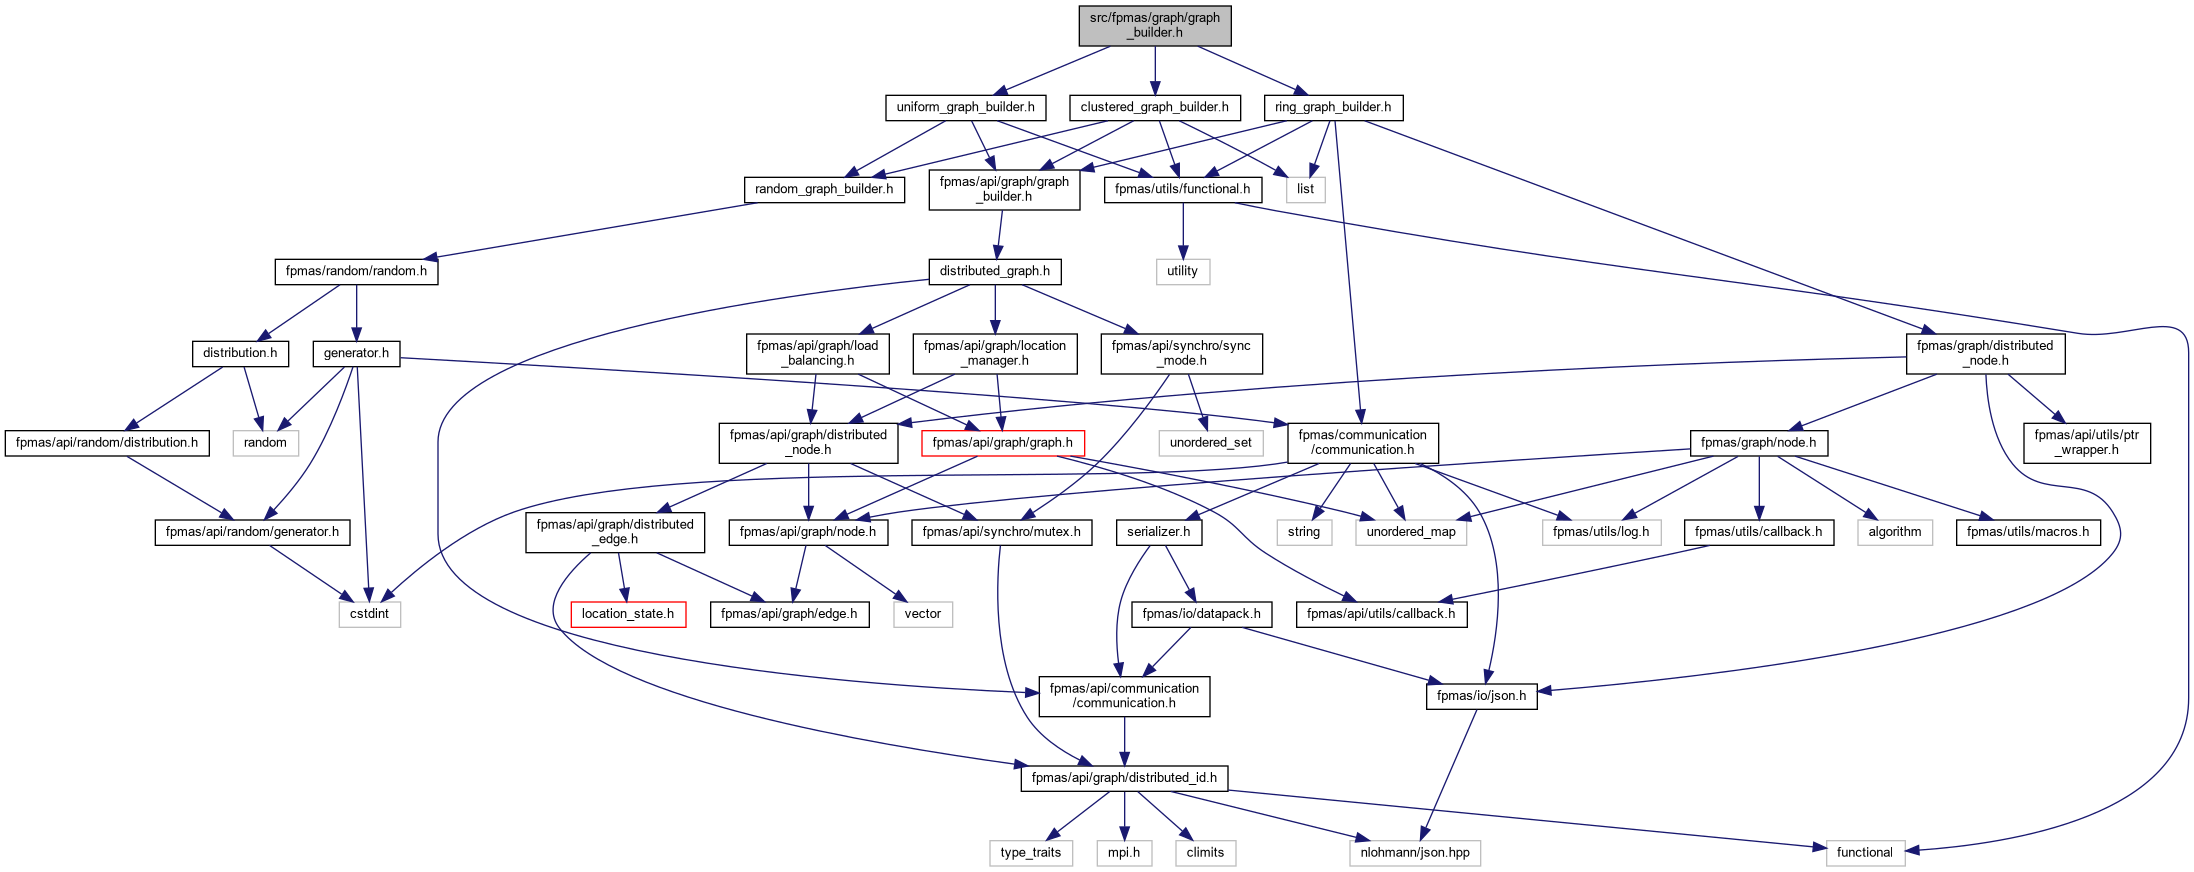 src/fpmas/graph/graph
_builder.h
uniform_graph_builder.h
clustered_graph_builder.h
ring_graph_builder.h
random_graph_builder.h
fpmas/api/graph/graph
_builder.h
fpmas/utils/functional.h
list
fpmas/random/random.h
distributed_graph.h
utility
distribution.h
generator.h
fpmas/api/graph/load
_balancing.h
fpmas/api/graph/location
_manager.h
fpmas/api/synchro/sync
_mode.h
fpmas/graph/distributed
_node.h
fpmas/api/random/distribution.h
random
fpmas/api/graph/distributed
_node.h
fpmas/api/graph/graph.h
unordered_set
fpmas/communication
/communication.h
fpmas/graph/node.h
fpmas/api/utils/ptr
_wrapper.h
fpmas/api/random/generator.h
fpmas/api/graph/distributed
_edge.h
fpmas/api/graph/node.h
fpmas/api/synchro/mutex.h
serializer.h
string
unordered_map
fpmas/utils/log.h
fpmas/utils/callback.h
algorithm
fpmas/utils/macros.h
cstdint
location_state.h
fpmas/api/graph/edge.h
vector
fpmas/io/datapack.h
fpmas/api/utils/callback.h
fpmas/api/communication
/communication.h
fpmas/io/json.h
fpmas/api/graph/distributed_id.h
type_traits
mpi.h
climits
nlohmann/json.hpp
functional